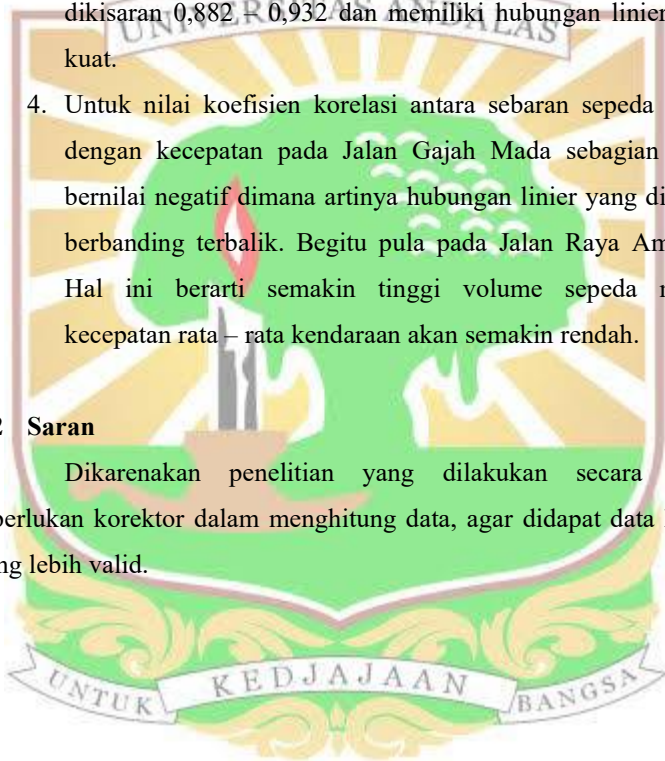 dikisaran 0,882 – 0,932 dan memiliki hubungan linier
UNIVERSITAS ANDALAS
kuat.
4. Untuk nilai koefisien korelasi antara sebaran sepeda
dengan kecepatan pada Jalan Gajah Mada sebagian
bernilai negatif dimana artinya hubungan linier yang di
berbanding terbalik. Begitu pula pada Jalan Raya Am
Hal ini berarti semakin tinggi volume sepeda
kecepatan rata – rata kendaraan akan semakin rendah.
2 Saran
Dikarenakan penelitian yang dilakukan secara
perlukan korektor dalam menghitung data, agar didapat data
ng lebih valid.
UNTUK KEDJAJAAN BANGSA